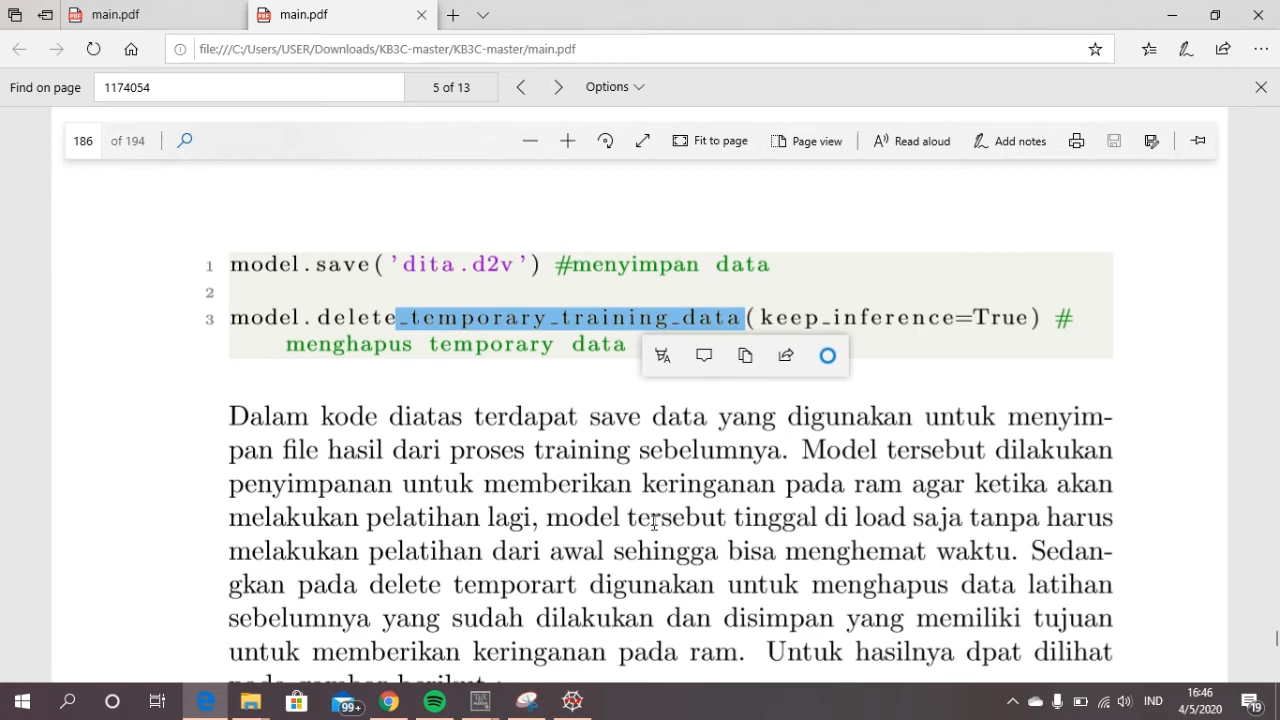 main.pdf
main.pdf
file:///C:/Users/USER/Downloads/KB3C-master/KB3C-master/main.pdf
Find on page
1174054
5 of 13
Options
186 of 194
Fit to page
Page view
Read aloud
Add notes
1 model.save('dita.d2v') #menyimpan data
2
3 model.delete_temporary_training_data(keep_inference=True) #
menghapus temporary data
Dalam kode diatas terdapat save data yang digunakan untuk menyim-
pan file hasil dari proses training sebelumnya. Model tersebut dilakukan
penyimpanan untuk memberikan keringanan pada ram agar ketika akan
melakukan pelatihan lagi, model tersebut tinggal di load saja tanpa harus
melakukan pelatihan dari awal sehingga bisa menghemat waktu. Sedan-
gkan pada delete temporart digunakan untuk menghapus data latihan
sebelumnya yang sudah dilakukan dan disimpan yang memiliki tujuan
untuk memberikan keringanan pada ram. Untuk hasilnya dpat dilihat
99+
IND
16:46
4/5/2020
19